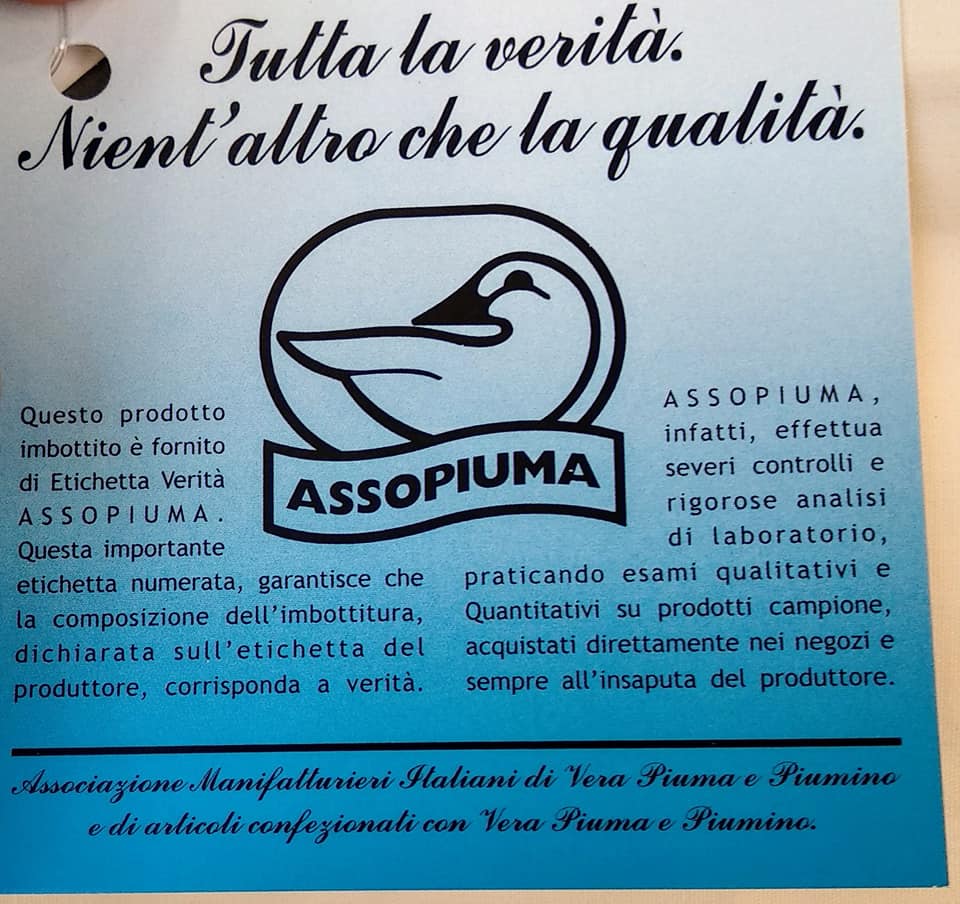 Tutta la verità.
Nient'altro che la qualità.
ASSOPIUMA
Questo prodotto
imbottito è fornito
di Etichetta Verità
ASSOPIUMA.
Questa importante
etichetta numerata, garantisce che
la composizione dell'imbottitura,
dichiarata sull'etichetta del
produttore, corrisponda a verità.
ASSOPIUMA,
infatti, effettua
severi controlli e
rigorose analisi
di laboratorio,
praticando esami qualitativi e
Quantitativi su prodotti campione,
acquistati direttamente nei negozi e
sempre all'insaputa del produttore.
Associazione Manifatturieri Italiani di Vera Piuma e Piumino
e di articoli confezionati con Vera Piuma e Piumino.